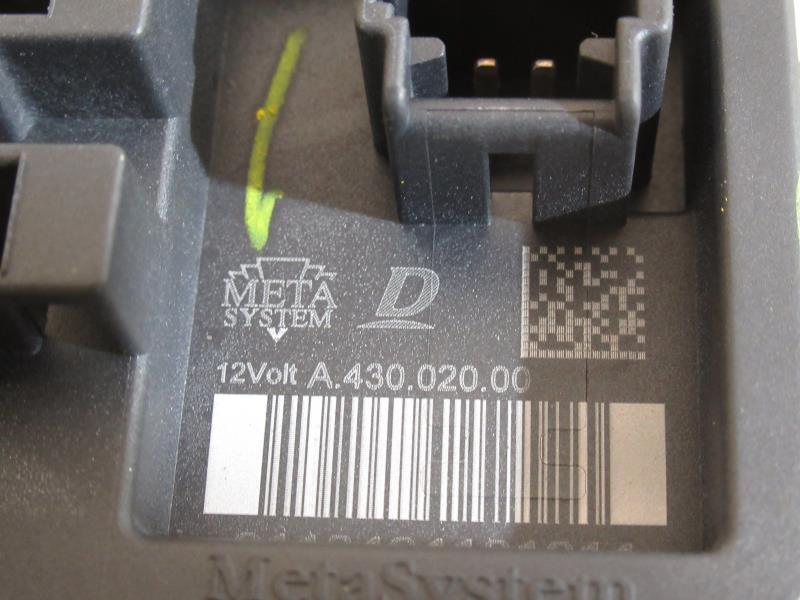 META
SYSTEM
D
12Volt A.430.020.00
MetaSystem